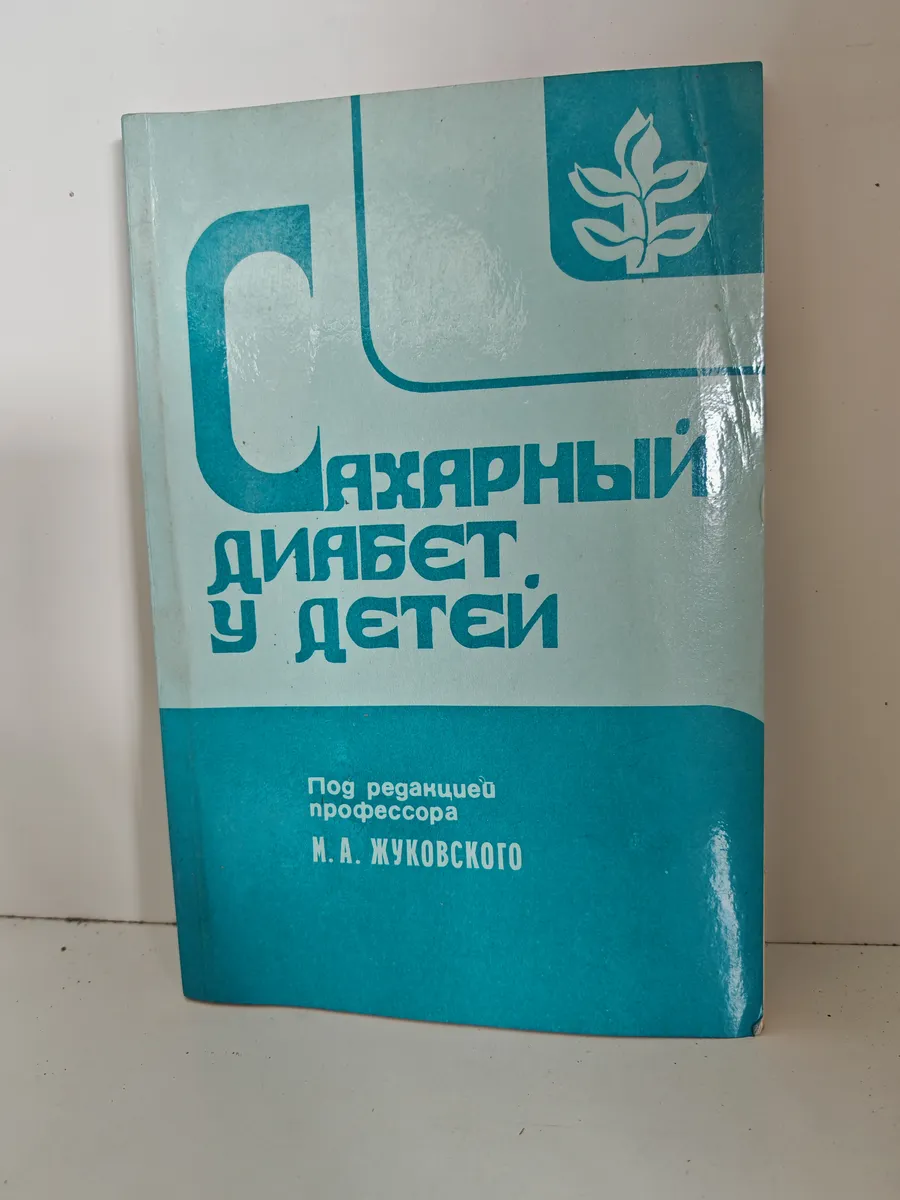 Сахарный
диабет
у детей
Под редакцией
профессора
М. А. ЖУКОВСКОГО